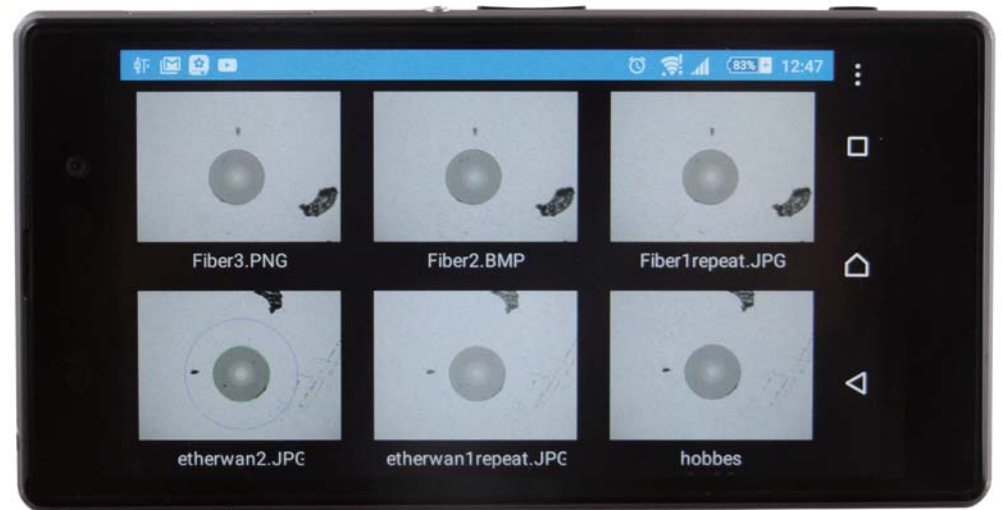 83% 12:47
Fiber3.PNG Fiber2.BMP Fiber1repeat.JPG
etherwan2.JPG etherwan1repeat.JPG hobbes